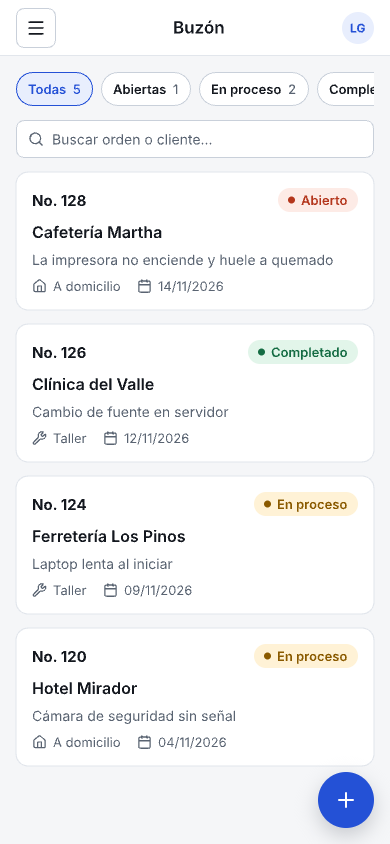 Buzón
LG
Todas 5
Abiertas 1
En proceso 2
Comple
Buscar orden o cliente...
No. 128
Abierto
Cafetería Martha
La impresora no enciende y huele a quemado
A domicilio 14/11/2026
No. 126
Completado
Clínica del Valle
Cambio de fuente en servidor
Taller 12/11/2026
No. 124
En proceso
Ferretería Los Pinos
Laptop lenta al iniciar
Taller 09/11/2026
No. 120
En proceso
Hotel Mirador
Cámara de seguridad sin señal
A domicilio 04/11/2026